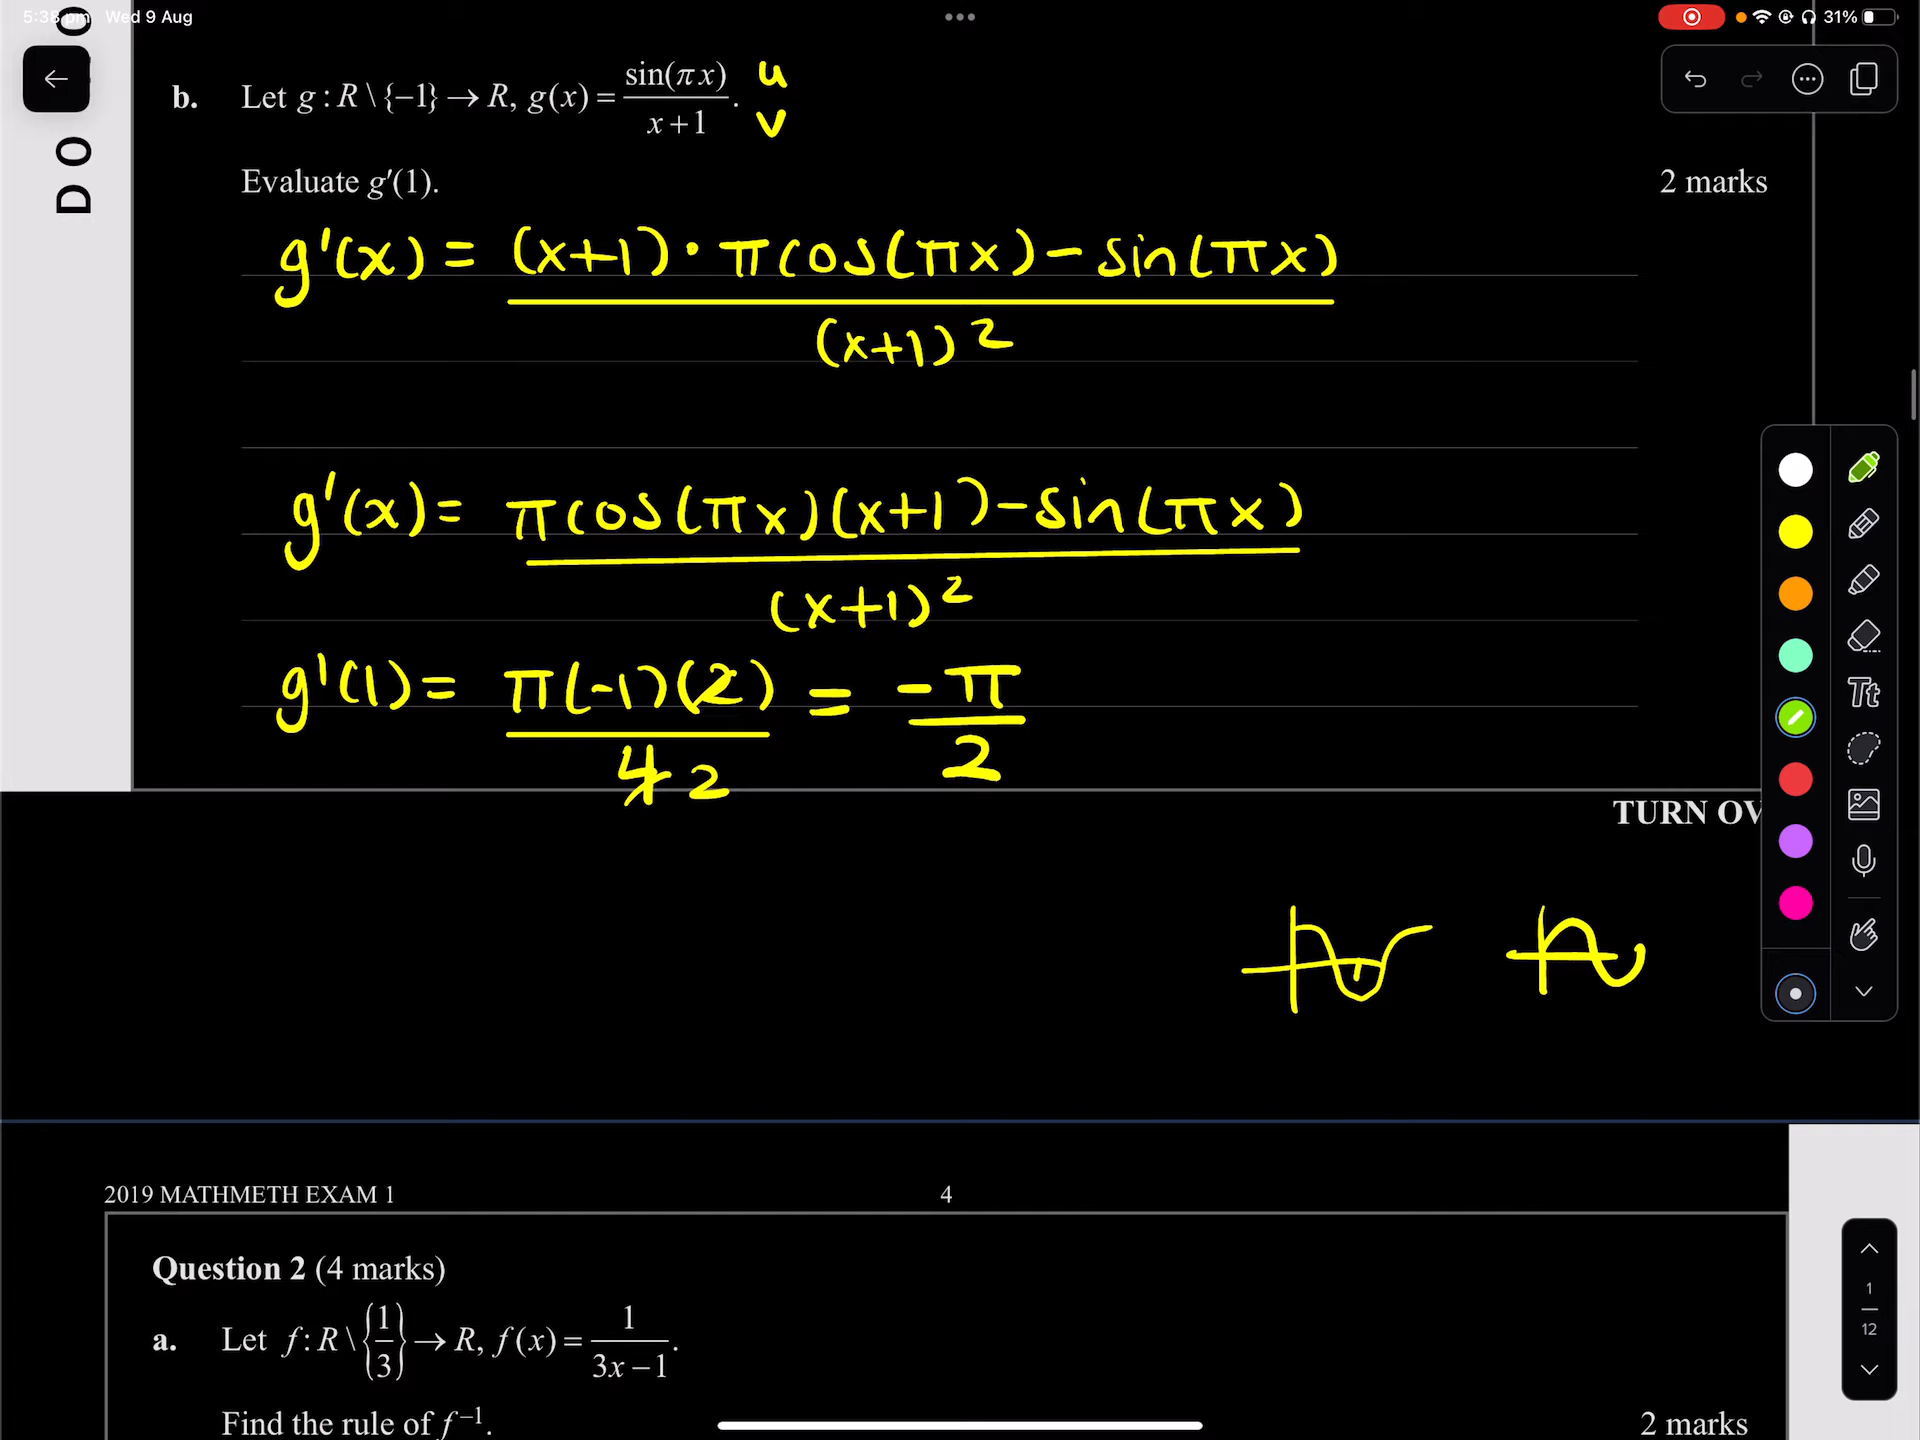 5:38 pm Wed 9 Aug
31%
D O O
b. Let g : R \ {−1} → R, g(x) = sin(πx) / x + 1 . u v
Evaluate g′(1). 2 marks
g'(x) = (x+1) · π cos(πx) − sin(πx) / (x+1)²
g'(x) = π cos(πx)(x+1) − sin(πx) / (x+1)²
g'(1) = π(−1)(2) / 4 2 = −π / 2
TURN OV
2019 MATHMETH EXAM 1 4
Question 2 (4 marks)
a. Let f : R \ {1/3} → R, f(x) = 1 / 3x − 1 .
Find the rule of f⁻¹. 2 marks
Tt
1
12